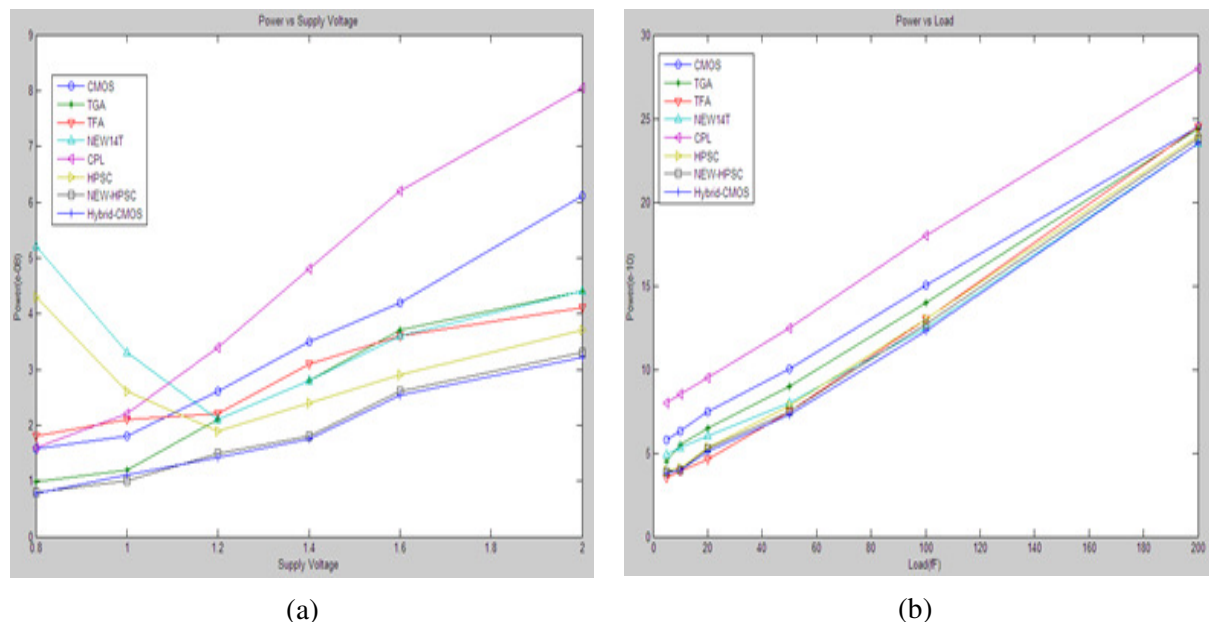 Power vs Supply Voltage
9
8
7
6
5
4
3
2
1
0
Power(e-06)
CMOS
TGA
TFA
NEW14T
CPL
HPSC
NEW-HPSC
Hybrid-CMOS
0.8
1
1.2
1.4
1.6
1.8
2
Supply Voltage
(a)
Power vs Load
30
25
20
15
10
5
0
Power(e-10)
CMOS
TGA
TFA
NEW14T
CPL
HPSC
NEW-HPSC
Hybrid-CMOS
0
20
40
60
80
100
120
140
160
180
200
Load(fF)
(b)